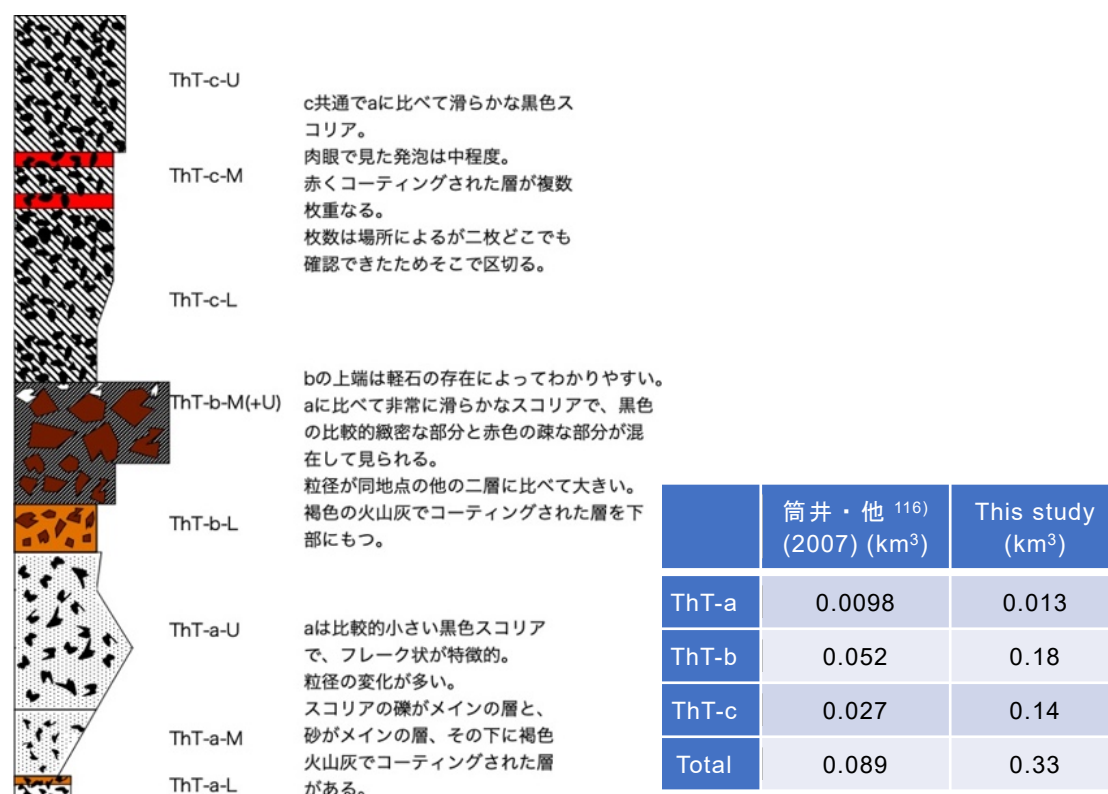 ThT-c-U
c共通でaに比べて滑らかな黒色ス
コリア。
肉眼で見た発泡は中程度。
ThT-c-M
赤くコーティングされた層が複数
枚重なる。
枚数は場所によるが二枚どこでも
確認できたためそこで区切る。
ThT-c-L
bの上端は軽石の存在によってわかりやすい。
ThT-b-M(+U)
aに比べて非常に滑らかなスコリアで、黒色
の比較的緻密な部分と赤色の疎な部分が混
在して見られる。
粒径が同地点の他の二層に比べて大きい。
ThT-b-L
褐色の火山灰でコーティングされた層を下
部にもつ。
ThT-a-U
aは比較的小さい黒色スコリア
で、フレーク状が特徴的。
粒径の変化が多い。
スコリアの礫がメインの層と、
ThT-a-M
砂がメインの層、その下に褐色
火山灰でコーティングされた層
ThT-a-L
がある。
筒井・他 116) This study
(2007) (km³) (km³)
ThT-a 0.0098 0.013
ThT-b 0.052 0.18
ThT-c 0.027 0.14
Total 0.089 0.33